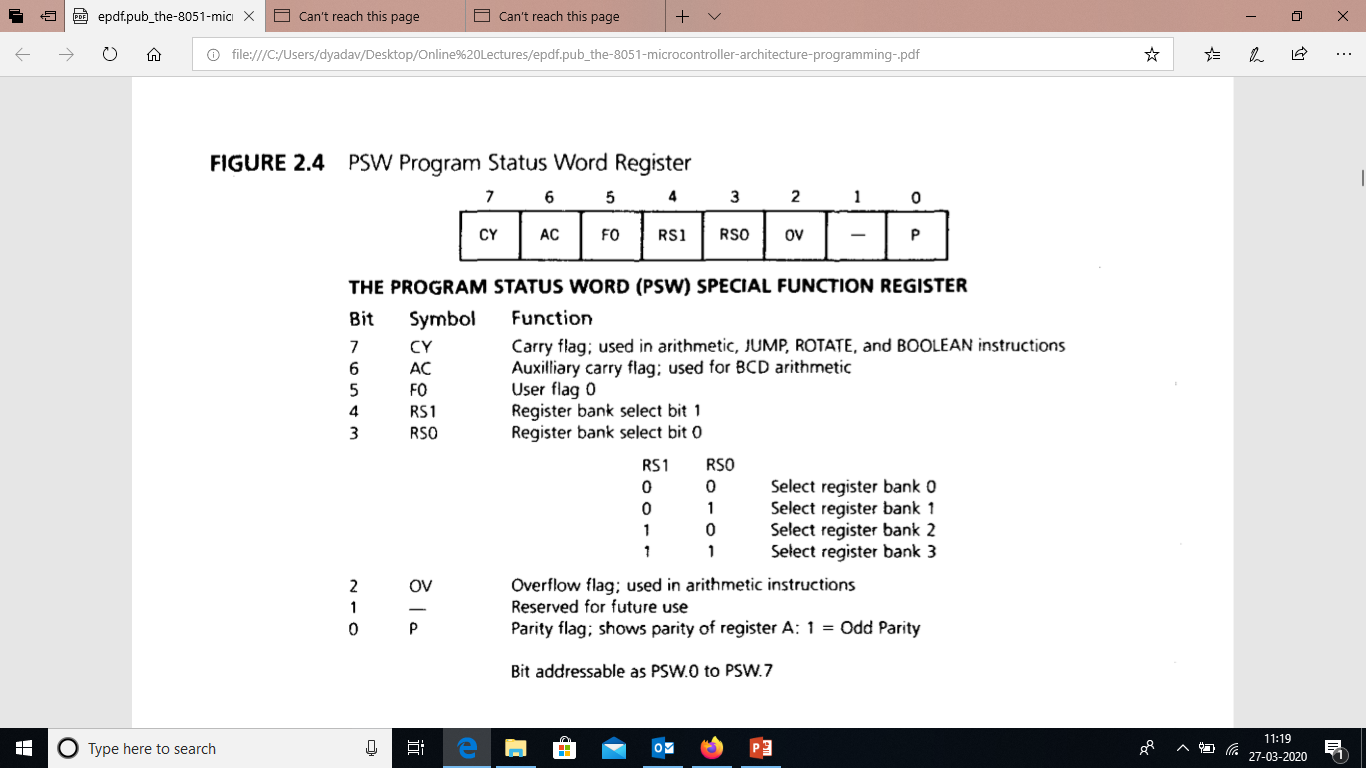 epdf.pub_the-8051-mic
Can't reach this page
Can't reach this page
file:///C:/Users/dyadav/Desktop/Online%20Lectures/epdf.pub_the-8051-microcontroller-architecture-programming-.pdf
FIGURE 2.4 PSW Program Status Word Register
7 6 5 4 3 2 1 0
CY AC F0 RS1 RS0 OV — P
THE PROGRAM STATUS WORD (PSW) SPECIAL FUNCTION REGISTER
Bit Symbol Function
7 CY Carry flag; used in arithmetic, JUMP, ROTATE, and BOOLEAN instructions
6 AC Auxilliary carry flag; used for BCD arithmetic
5 F0 User flag 0
4 RS1 Register bank select bit 1
3 RS0 Register bank select bit 0
RS1 RS0
0 0 Select register bank 0
0 1 Select register bank 1
1 0 Select register bank 2
1 1 Select register bank 3
2 OV Overflow flag; used in arithmetic instructions
1 — Reserved for future use
0 P Parity flag; shows parity of register A: 1 = Odd Parity
Bit addressable as PSW.0 to PSW.7
Type here to search
11:19
27-03-2020
1